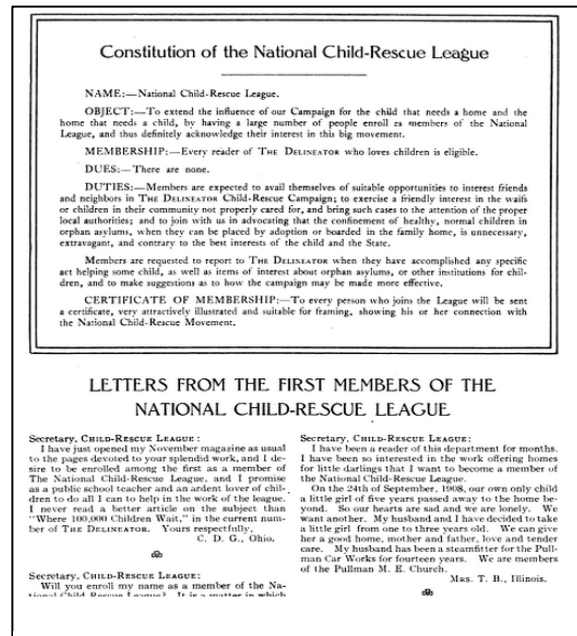 Constitution of the National Child-Rescue League
NAME:—National Child-Rescue League.
OBJECT:—To extend the influence of our Campaign for the child that needs a home and the
home that needs a child, by having a large number of people enroll as members of the National
League, and thus definitely acknowledge their interest in this big movement.
MEMBERSHIP:—Every reader of THE DELINEATOR who loves children is eligible.
DUES:—There are none.
DUTIES:—Members are expected to avail themselves of suitable opportunities to interest friends
and neighbors in THE DELINEATOR Child-Rescue Campaign; to exercise a friendly interest in the waifs
or children in their community not properly cared for, and bring such cases to the attention of the proper
local authorities; and to join with us in advocating that the confinement of healthy, normal children in
orphan asylums, when they can be placed by adoption or boarded in the family home, is unnecessary,
extravagant, and contrary to the best interests of the child and the State.
Members are requested to report to THE DELINEATOR when they have accomplished any specific
act helping some child, as well as items of interest about orphan asylums, or other institutions for chil-
dren, and to make suggestions as to how the campaign may be made more effective.
CERTIFICATE OF MEMBERSHIP:—To every person who joins the League will be sent
a certificate, very attractively illustrated and suitable for framing, showing his or her connection with
the National Child-Rescue Movement.
LETTERS FROM THE FIRST MEMBERS OF THE
NATIONAL CHILD-RESCUE LEAGUE
Secretary, CHILD-RESCUE LEAGUE:
I have just opened my November magazine as usual
to the pages devoted to your splendid work, and I de-
sire to be enrolled among the first as a member of
The National Child-Rescue League, and I promise
as a public school teacher and an ardent lover of chil-
dren to do all I can to help in the work of the league.
I never read a better article on the subject than
"Where 100,000 Children Wait," in the current num-
ber of THE DELINEATOR. Yours respectfully,
C. D. G., Ohio.
Secretary, CHILD-RESCUE LEAGUE:
Will you enroll my name as a member of the Na-
tional Child Rescue League? It is a matter in which
Secretary, CHILD-RESCUE LEAGUE:
I have been a reader of this department for months.
I have been so interested in the work offering homes
for little darlings that I want to become a member of
the National Child-Rescue League.
On the 24th of September, 1908, our own only child
a little girl of five years passed away to the home be-
yond. So our hearts are sad and we are lonely. We
want another. My husband and I have decided to take
a little girl from one to three years old. We can give
her a good home, mother and father, love and tender
care. My husband has been a steamfitter for the Pull-
man Car Works for fourteen years. We are members
of the Pullman M. E. Church.
MRS. T. B., Illinois.